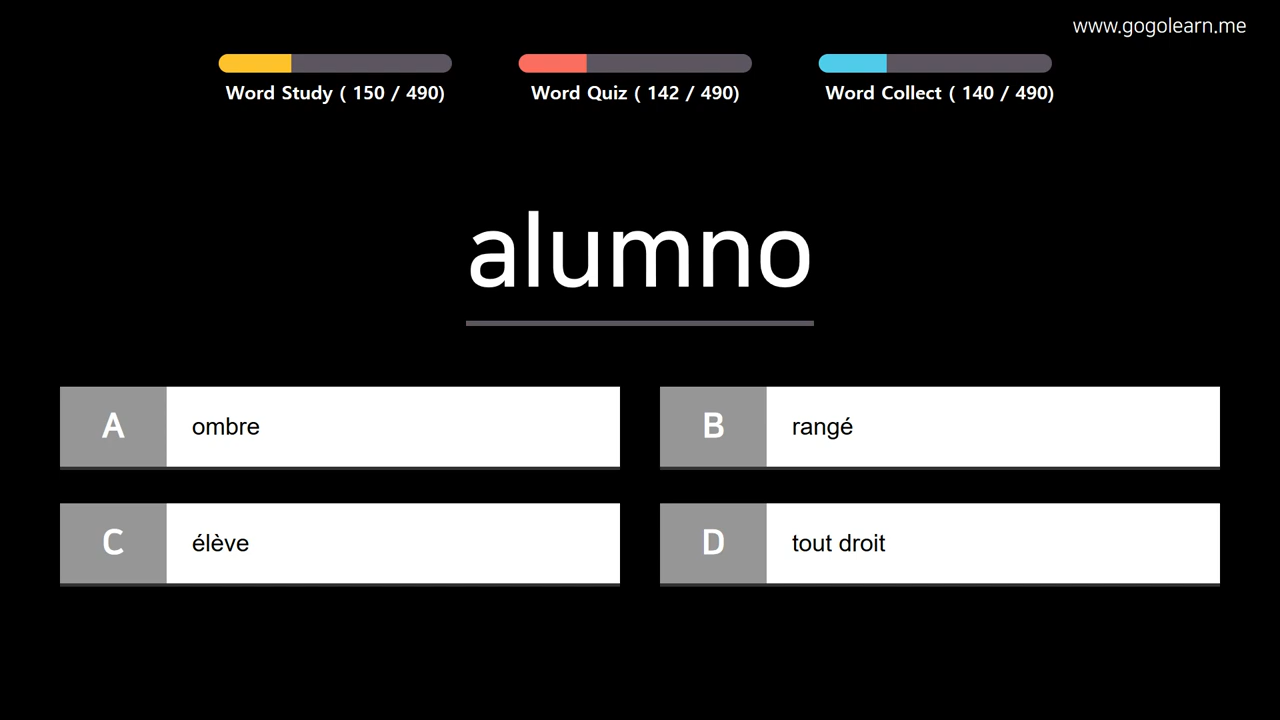 www.gogolearn.me
Word Study ( 150 / 490)
Word Quiz ( 142 / 490)
Word Collect ( 140 / 490)
alumno
A ombre
B rangé
C élève
D tout droit